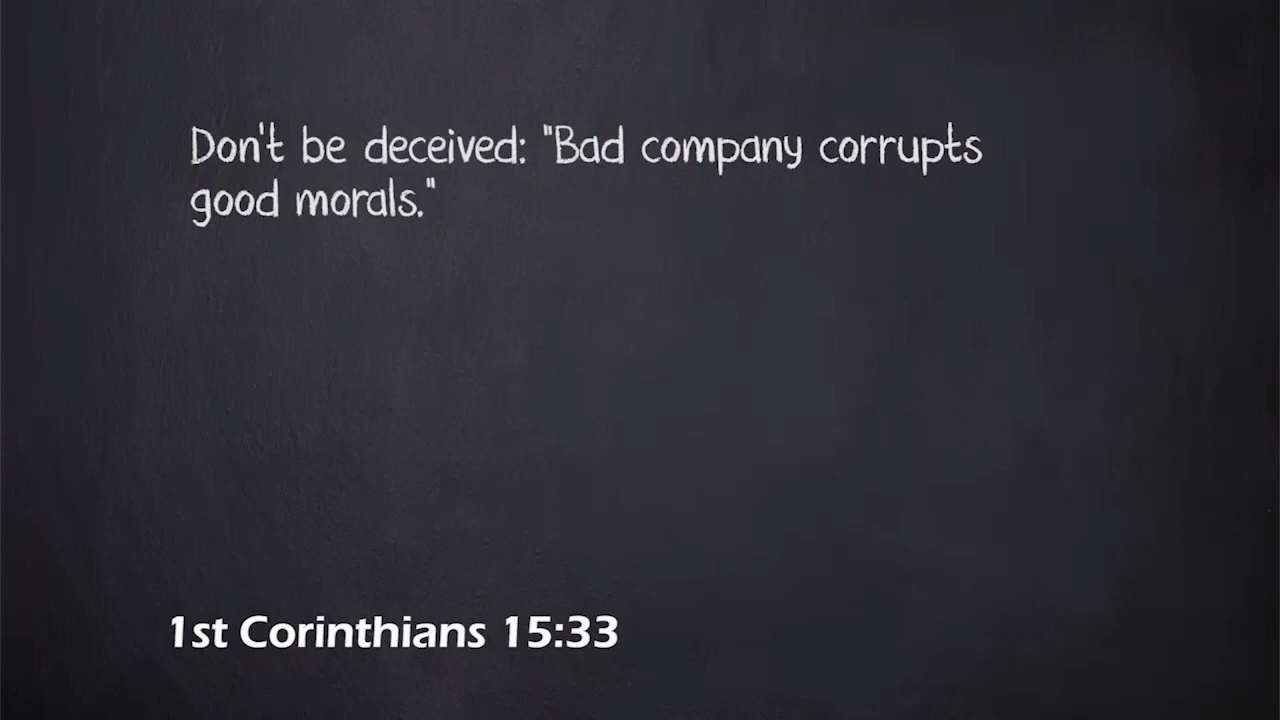 Don't be deceived: "Bad company corrupts
good morals."
1st Corinthians 15:33